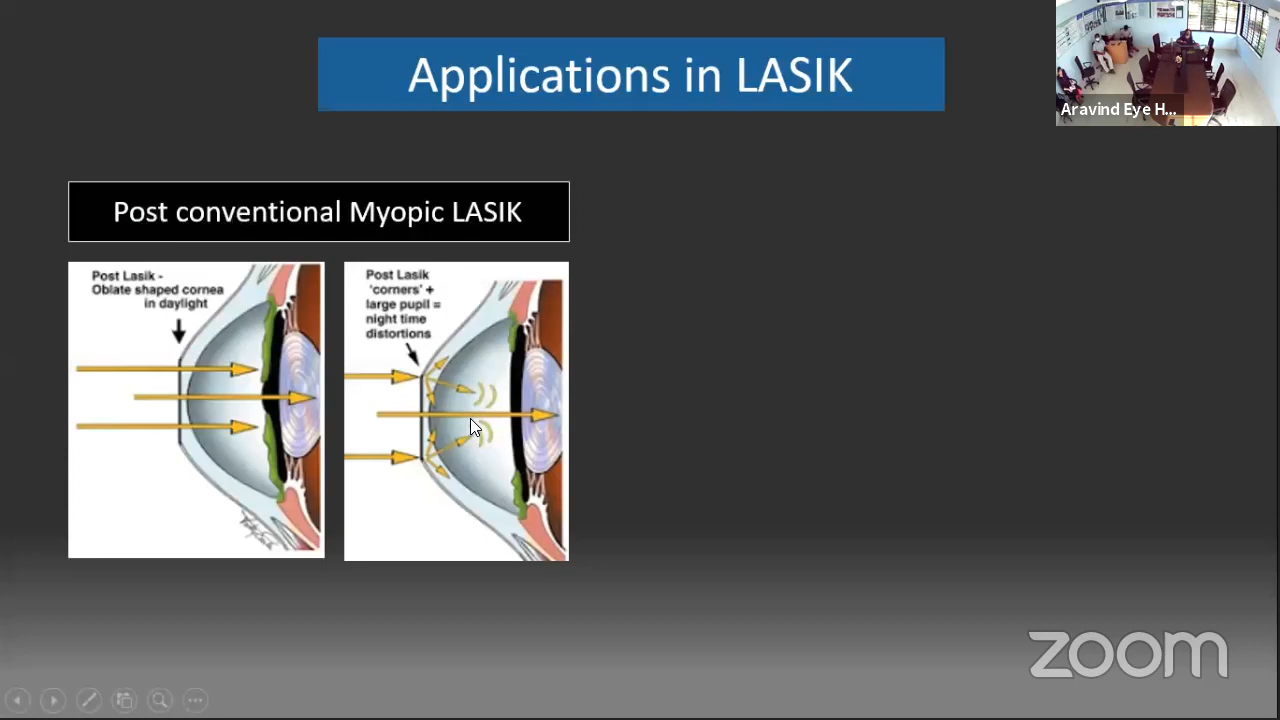 Applications in LASIK
Aravind Eye H...
Post conventional Myopic LASIK
Post Lasik -
Oblate shaped cornea
in daylight
Post Lasik
'corners' +
large pupil =
night time
distortions
zoom